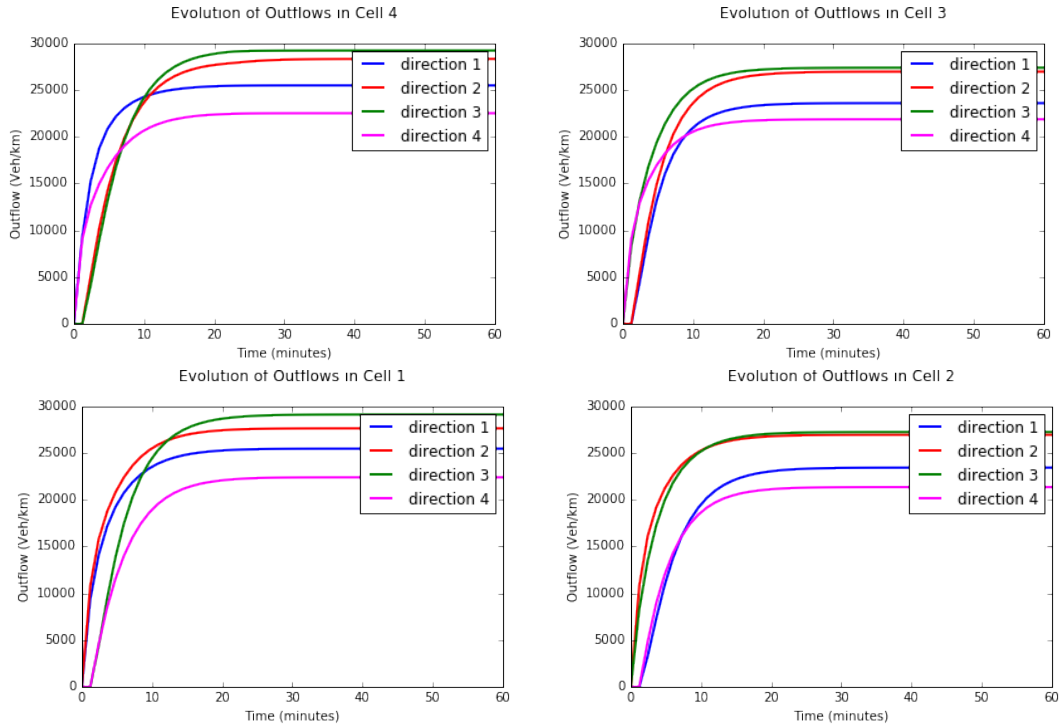 Evolution of Outflows in Cell 4
30000
25000
20000
15000
10000
5000
0
Outflow (Veh/km)
direction 1
direction 2
direction 3
direction 4
0 10 20 30 40 50 60
Time (minutes)
Evolution of Outflows in Cell 3
30000
25000
20000
15000
10000
5000
0
Outflow (Veh/km)
direction 1
direction 2
direction 3
direction 4
0 10 20 30 40 50 60
Time (minutes)
Evolution of Outflows in Cell 1
30000
25000
20000
15000
10000
5000
0
Outflow (Veh/km)
direction 1
direction 2
direction 3
direction 4
0 10 20 30 40 50 60
Time (minutes)
Evolution of Outflows in Cell 2
30000
25000
20000
15000
10000
5000
0
Outflow (Veh/km)
direction 1
direction 2
direction 3
direction 4
0 10 20 30 40 50 60
Time (minutes)